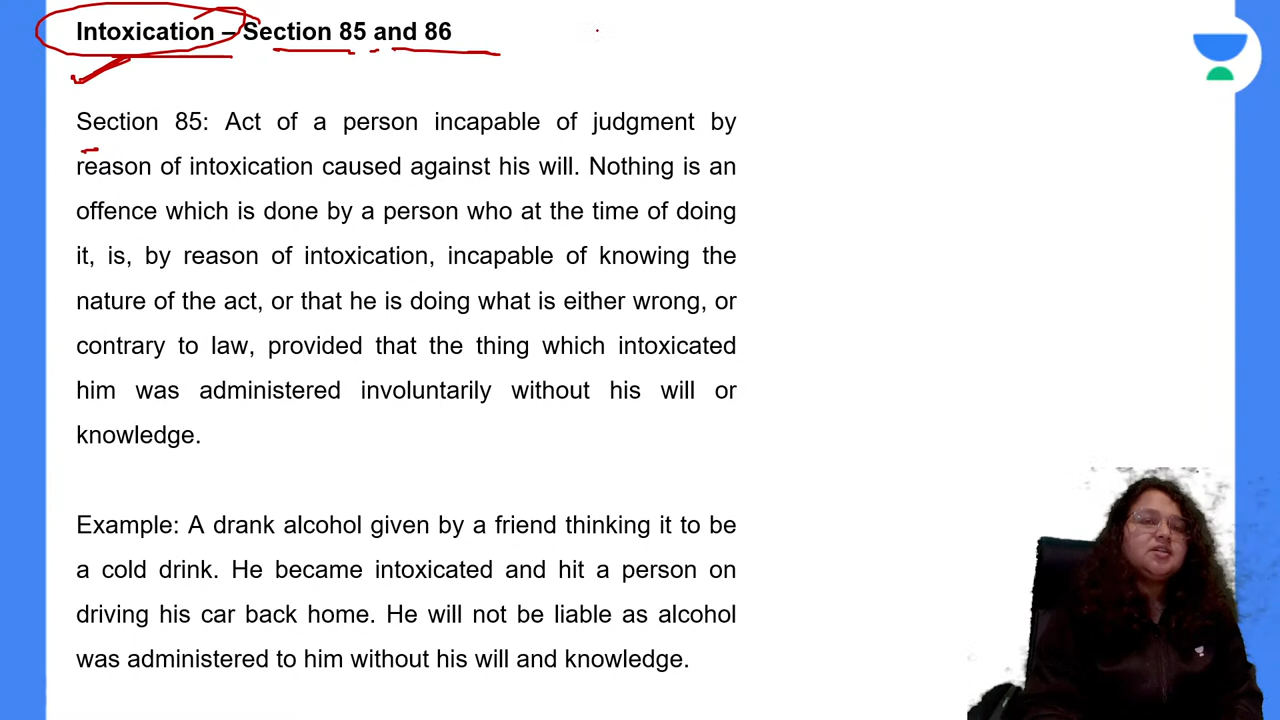 Intoxication – Section 85 and 86
Section 85: Act of a person incapable of judgment by
reason of intoxication caused against his will. Nothing is an
offence which is done by a person who at the time of doing
it, is, by reason of intoxication, incapable of knowing the
nature of the act, or that he is doing what is either wrong, or
contrary to law, provided that the thing which intoxicated
him was administered involuntarily without his will or
knowledge.
Example: A drank alcohol given by a friend thinking it to be
a cold drink. He became intoxicated and hit a person on
driving his car back home. He will not be liable as alcohol
was administered to him without his will and knowledge.